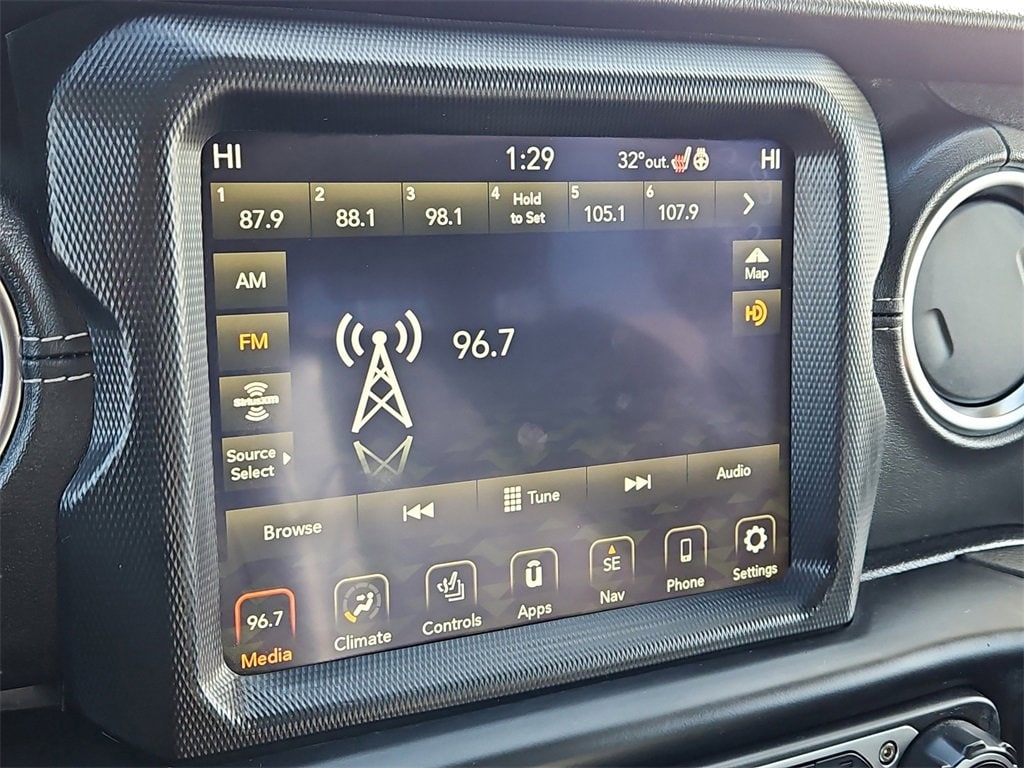 HI 1:29 32°out. HI
1 87.9 2 88.1 3 98.1 4 Hold to Set 5 105.1 6 107.9
AM
Map
FM
HD
96.7
SiriusXM
Source
Select
Browse Tune Audio
96.7 SE
Media Climate Controls Apps Nav Phone Settings